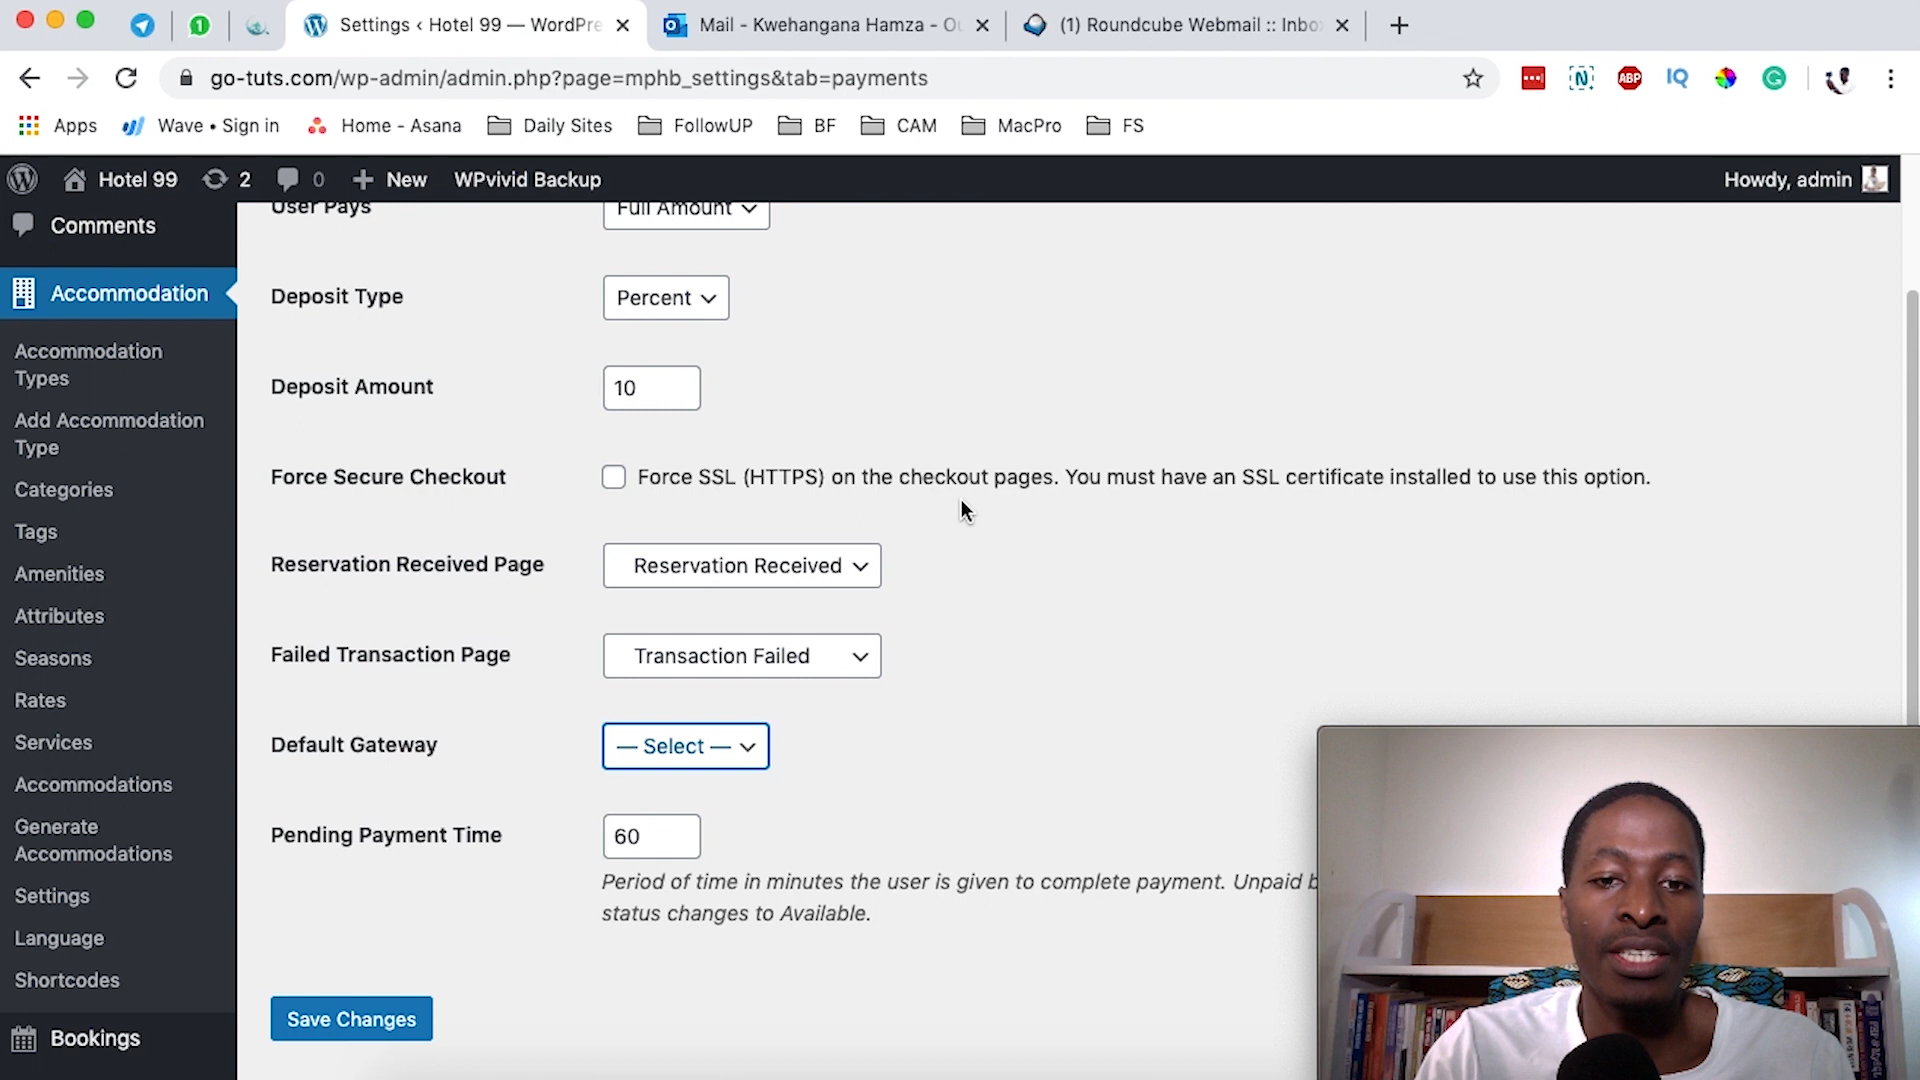 Settings ‹ Hotel 99 — WordPre
Mail - Kwehangana Hamza - Ou
(1) Roundcube Webmail :: Inbo
go-tuts.com/wp-admin/admin.php?page=mphb_settings&tab=payments
ABP
IQ
Apps
Wave • Sign in
Home - Asana
Daily Sites
FollowUP
BF
CAM
MacPro
FS
Hotel 99
2
0
New
WPvivid Backup
Howdy, admin
Comments
Accommodation
Accommodation
Types
Add Accommodation
Type
Categories
Tags
Amenities
Attributes
Seasons
Rates
Services
Accommodations
Generate
Accommodations
Settings
Language
Shortcodes
Bookings
User Pays
Full Amount
Deposit Type
Percent
Deposit Amount
10
Force Secure Checkout
Force SSL (HTTPS) on the checkout pages. You must have an SSL certificate installed to use this option.
Reservation Received Page
Reservation Received
Failed Transaction Page
Transaction Failed
Default Gateway
— Select —
Pending Payment Time
60
Period of time in minutes the user is given to complete payment. Unpaid b
status changes to Available.
Save Changes